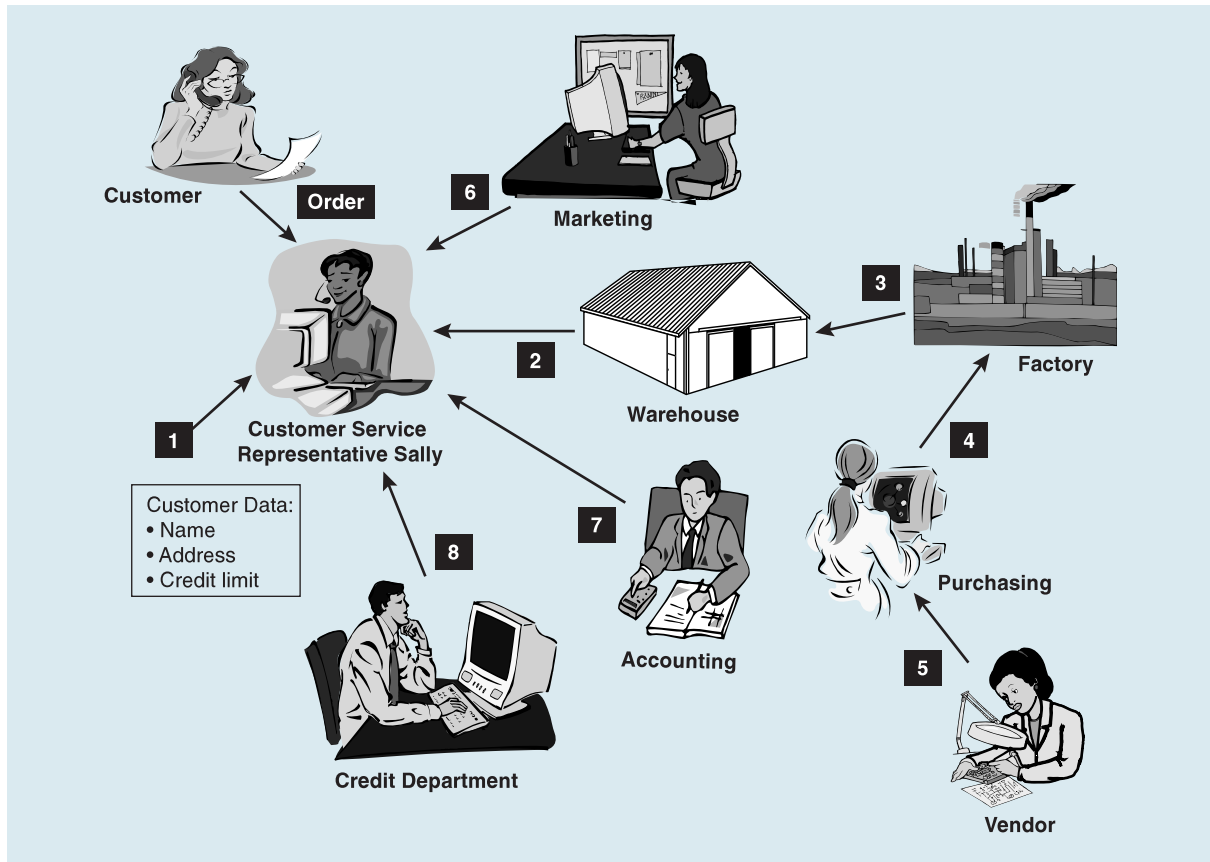 Customer
Order
6
Marketing
3
Factory
2
Warehouse
1
Customer Service
Representative Sally
4
Customer Data:
• Name
• Address
• Credit limit
7
8
Purchasing
Accounting
5
Credit Department
Vendor